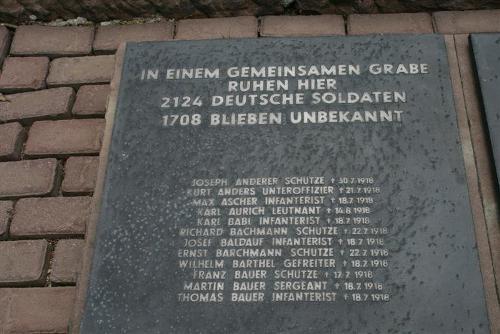 IN EINEM GEMEINSAMEN GRABE
RUHEN HIER
2124 DEUTSCHE SOLDATEN
1708 BLIEBEN UNBEKANNT
JOSEPH ANDERER SCHÜTZE † 30.7.1918
KURT ANDERS UNTEROFFIZIER † 21.7.1918
MAX ASCHER INFANTERIST † 18.7.1918
KARL AURICH LEUTNANT † 14.8.1918
KARL BABL INFANTERIST † 18.7.1918
RICHARD BACHMANN SCHÜTZE † 22.7.1918
JOSEF BALDAUF INFANTERIST † 18.7.1918
ERNST BARCHMANN SCHÜTZE † 22.7.1918
WILHELM BARTHEL GEFREITER † 18.7.1918
FRANZ BAUER SCHÜTZE † 17.7.1918
MARTIN BAUER SERGEANT † 18.7.1918
THOMAS BAUER INFANTERIST † 18.7.1918